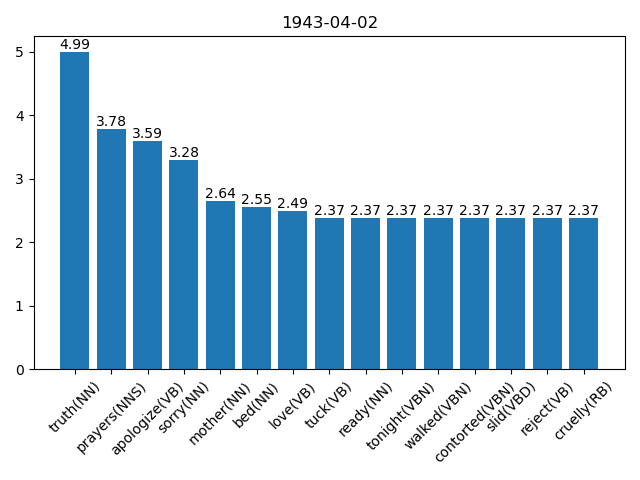 1943-04-02
4.99
3.78
3.59
3.28
2.64
2.55
2.49
2.37
2.37
2.37
2.37
2.37
2.37
2.37
2.37
5
4
3
2
1
0
truth(NN)
prayers(NNS)
apologize(VB)
sorry(NN)
mother(NN)
bed(NN)
love(VB)
tuck(VB)
ready(NN)
tonight(VBN)
walked(VBN)
contorted(VBN)
slid(VBD)
reject(VB)
cruelly(RB)